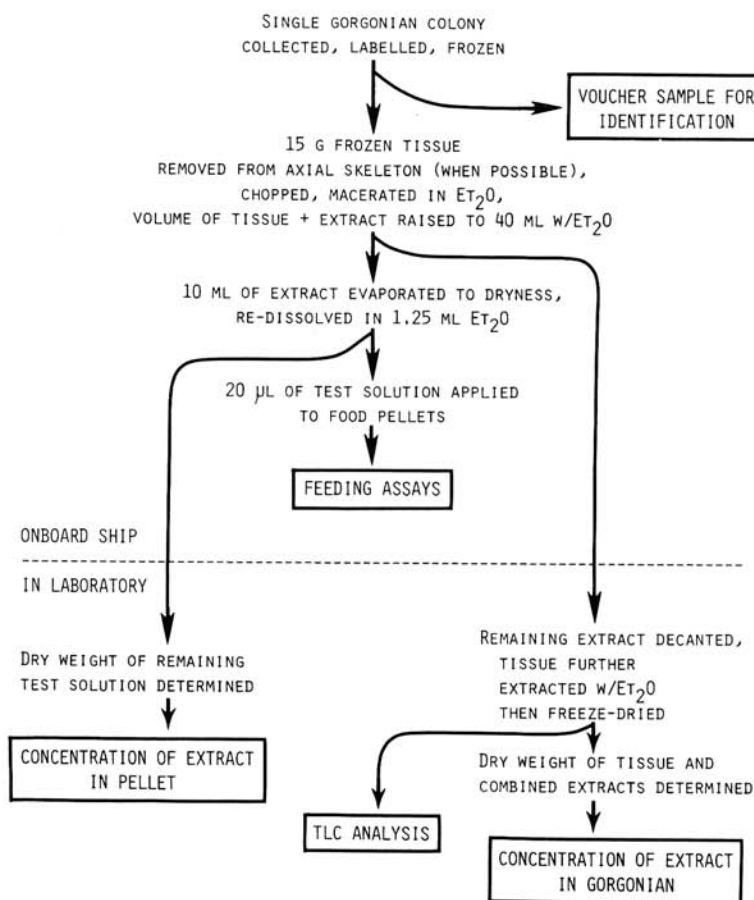 SINGLE GORGONIAN COLONY
COLLECTED, LABELLED, FROZEN
VOUCHER SAMPLE FOR
IDENTIFICATION
15 G FROZEN TISSUE
REMOVED FROM AXIAL SKELETON (WHEN POSSIBLE),
CHOPPED, MACERATED IN ET2O,
VOLUME OF TISSUE + EXTRACT RAISED TO 40 ML W/ET2O
10 ML OF EXTRACT EVAPORATED TO DRYNESS,
RE-DISSOLVED IN 1.25 ML ET2O
20 µL OF TEST SOLUTION APPLIED
TO FOOD PELLETS
FEEDING ASSAYS
ONBOARD SHIP
IN LABORATORY
DRY WEIGHT OF REMAINING
TEST SOLUTION DETERMINED
CONCENTRATION OF EXTRACT
IN PELLET
REMAINING EXTRACT DECANTED,
TISSUE FURTHER
EXTRACTED W/ET2O
THEN FREEZE-DRIED
TLC ANALYSIS
DRY WEIGHT OF TISSUE AND
COMBINED EXTRACTS DETERMINED
CONCENTRATION OF EXTRACT
IN GORGONIAN